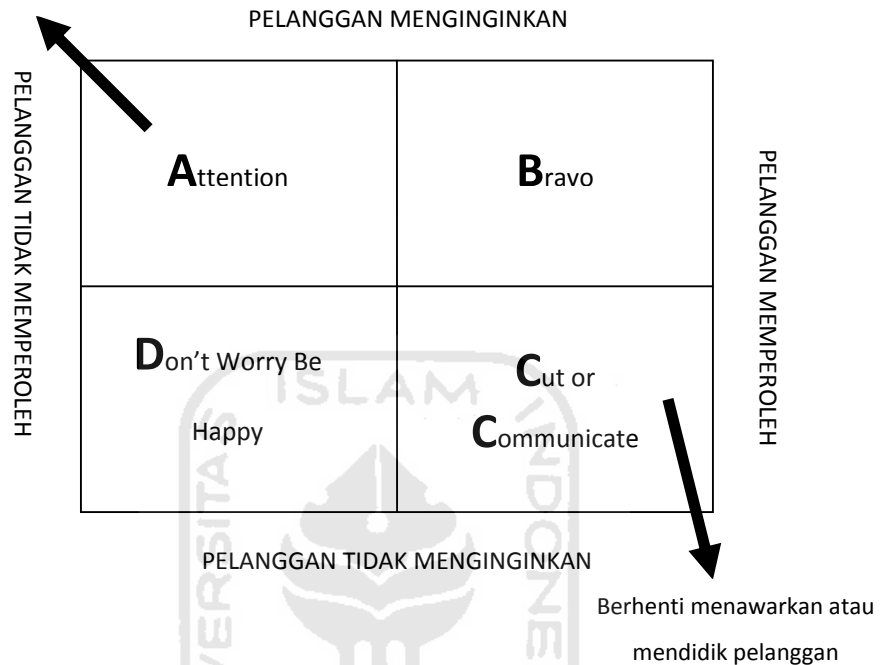 PELANGGAN MENGINGINKAN
PELANGGAN TIDAK MEMPEROLEH
Attention
Bravo
PELANGGAN MEMPEROLEH
Don’t Worry Be
Happy
Cut or
Communicate
ISLAM
PELANGGAN TIDAK MENGINGINKAN
Berhenti menawarkan atau
mendidik pelanggan